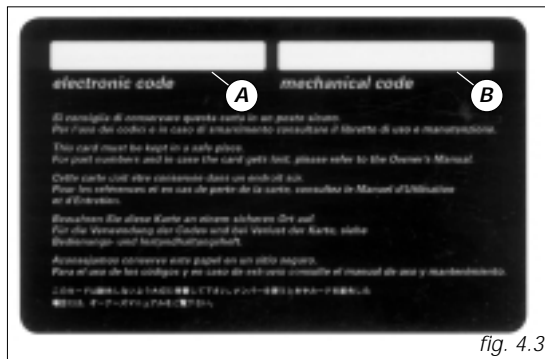 electronic code mechanical code
A B
Si consiglia di conservare questa carta in un posto sicuro.
Per l'uso dei codici e in caso di smarrimento consultare il libretto di uso e manutenzione.
This card must be kept in a safe place.
For part numbers and in case the card gets lost, please refer to the Owner's Manual.
Cette carte doit être conservée dans un endroit sûr.
Pour les références et en cas de perte de la carte, consultez le Manuel d'Utilisation
et d'Entretien.
Bewahren Sie diese Karte an einem sicheren Ort auf.
Für die Verwendung der Codes und bei Verlust der Karte, siehe
Bedienungs- und Instandhaltungsheft.
Aconsejamos conserve este papel en un sitio seguro.
Para el uso de los códigos y en caso de extravío consulte el manual de uso y mantenimiento.
fig. 4.3